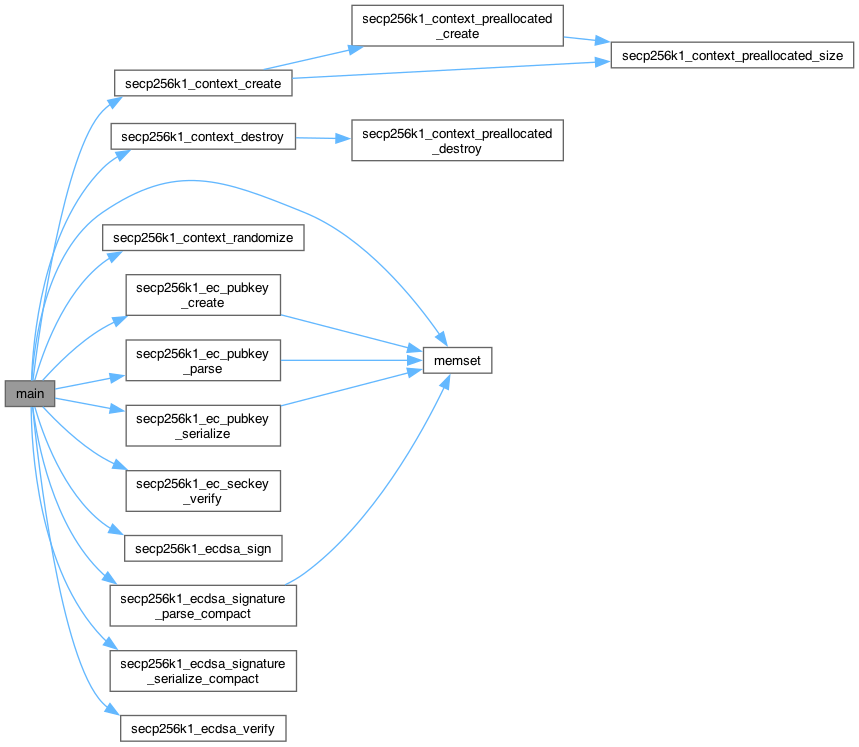 secp256k1_context_preallocated
_create
secp256k1_context_preallocated_size
secp256k1_context_create
secp256k1_context_destroy
secp256k1_context_preallocated
_destroy
secp256k1_context_randomize
secp256k1_ec_pubkey
_create
secp256k1_ec_pubkey
_parse
memset
main
secp256k1_ec_pubkey
_serialize
secp256k1_ec_seckey
_verify
secp256k1_ecdsa_sign
secp256k1_ecdsa_signature
_parse_compact
secp256k1_ecdsa_signature
_serialize_compact
secp256k1_ecdsa_verify